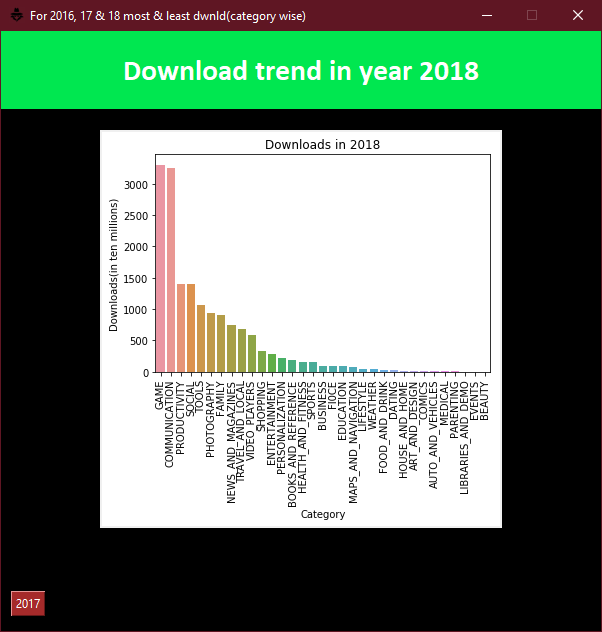 For 2016, 17 & 18 most & least dwnld(category wise)
Download trend in year 2018
Downloads in 2018
3000
2500
2000
1500
1000
500
0
Downloads(in ten millions)
GAME
COMMUNICATION
PRODUCTIVITY
SOCIAL
TOOLS
PHOTOGRAPHY
FAMILY
NEWS_AND_MAGAZINES
TRAVEL_AND_LOCAL
VIDEO_PLAYERS
SHOPPING
ENTERTAINMENT
PERSONALIZATION
BOOKS_AND_REFERENCE
HEALTH_AND_FITNESS
SPORTS
BUSINESS
FI0CE
EDUCATION
MAPS_AND_NAVIGATION
LIFESTYLE
WEATHER
FOOD_AND_DRINK
DATING
HOUSE_AND_HOME
ART_AND_DESIGN
COMICS
AUTO_AND_VEHICLES
MEDICAL
PARENTING
LIBRARIES_AND_DEMO
EVENTS
BEAUTY
Category
2017